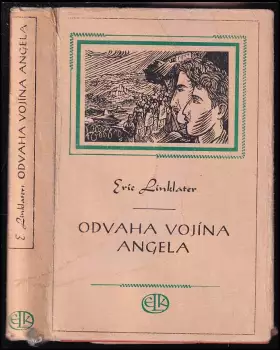 E Linklater: ODVAHA VOJÍNA ANGELA
ELK
Eric Linklater
ODVAHA VOJÍNA
ANGELA
ELK